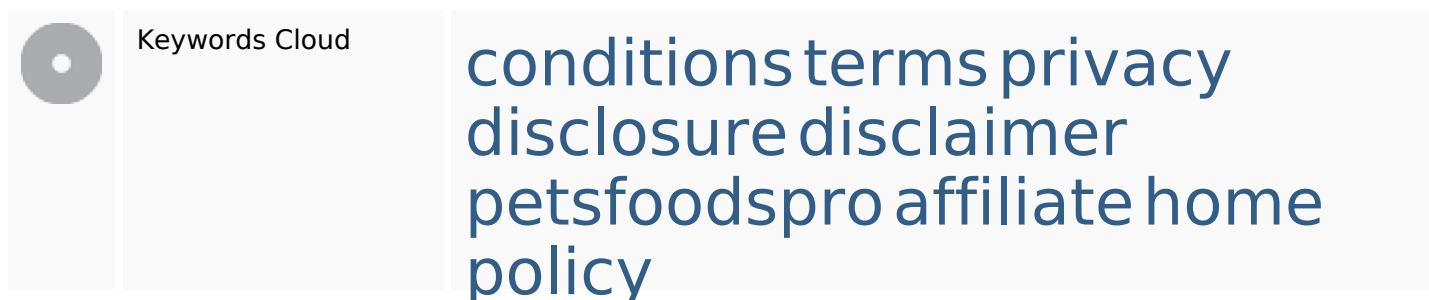 Keywords Cloud
conditions terms privacy
disclosure disclaimer
petsfoodspro affiliate home
policy